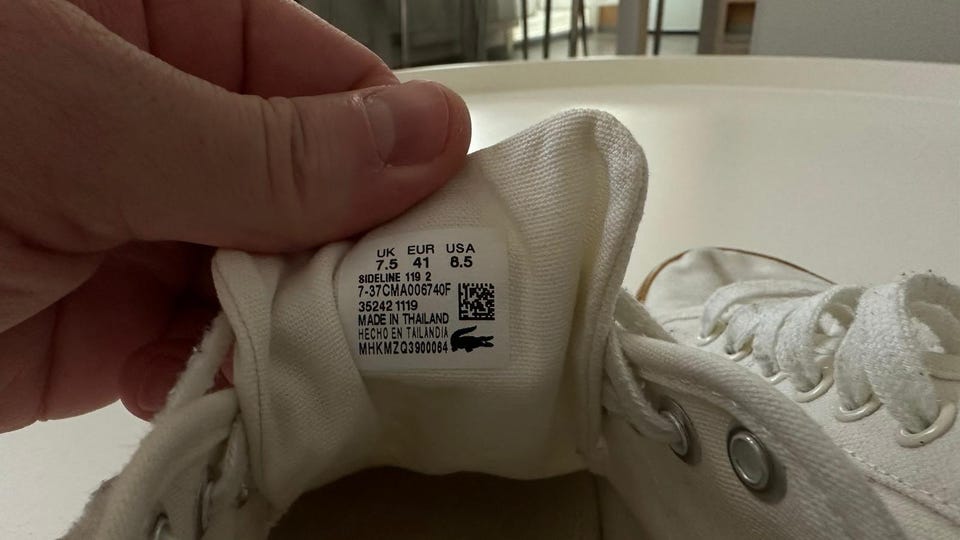 UK EUR USA
7.5 41 8.5
SIDELINE 119 2
7-37CMA006740F
35242 1119
MADE IN THAILAND
HECHO EN TAILANDIA
MHKMZQ3900064